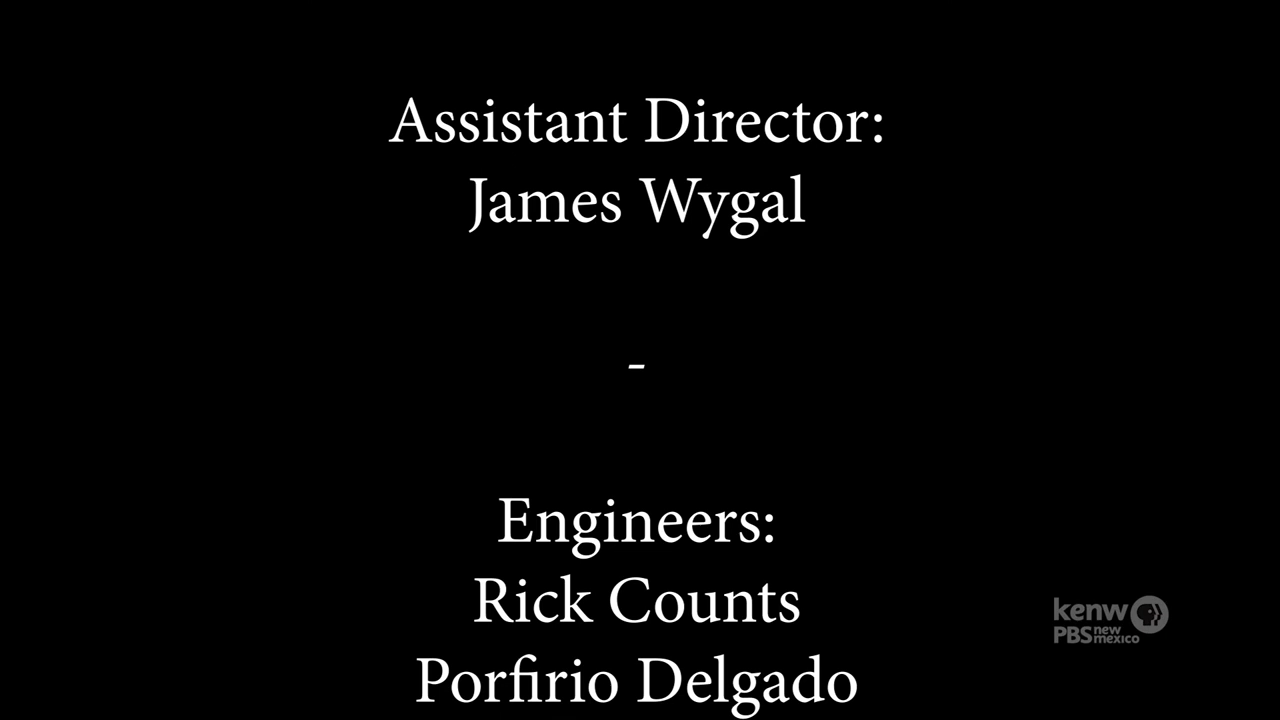 Assistant Director:
James Wygal
-
Engineers:
Rick Counts
Porfirio Delgado
kenw
PBS new mexico